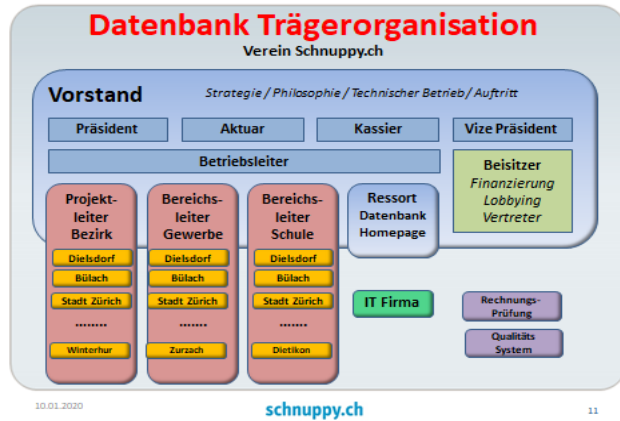 Datenbank Trägerorganisation
Verein Schnuppy.ch
Vorstand
Strategie / Philosophie / Technischer Betrieb / Auftritt
Präsident
Aktuar
Kassier
Vize Präsident
Betriebsleiter
Beisitzer
Finanzierung
Lobbying
Vertreter
Projekt-
leiter
Bezirk
Dielsdorf
Bülach
Stadt Zürich
........
Winterhur
Bereichs-
leiter
Gewerbe
Dielsdorf
Bülach
Stadt Zürich
........
Zurzach
Bereichs-
leiter
Schule
Dielsdorf
Bülach
Stadt Zürich
........
Dietikon
Ressort
Datenbank
Homepage
IT Firma
Rechnungs-
Prüfung
Qualitäts
System
10.01.2020
schnuppy.ch
11